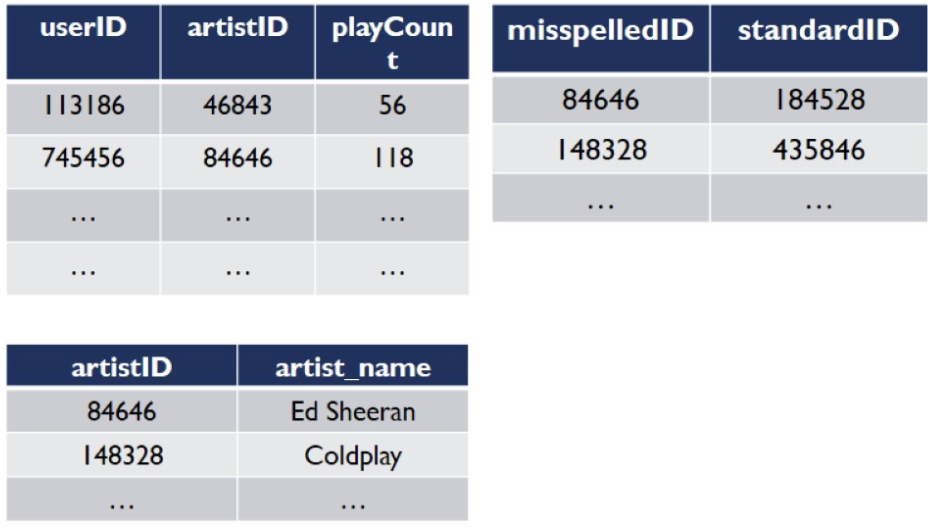 userID artistID playCoun
t
113186 46843 56
745456 84646 118
... ... ...
... ... ...
misspelledID standardID
84646 184528
148328 435846
... ...
artistID artist_name
84646 Ed Sheeran
148328 Coldplay
... ...